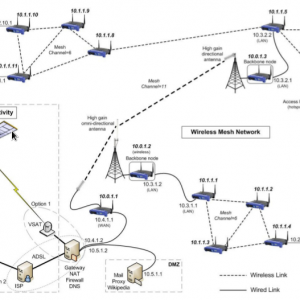 10.1.1.10
10.1.1.9
10.1.1.8
10.1.1.5
10.1.1.11
Mesh
Channel=6
High gain
directional
antenna
10.3.2.2
(LAN)
10.0.1.3
Backbone node
10.3.2.1
(LAN)
Mesh
Channel=11
High gain
omni-directional
antenna
Wireless Mesh Network
10.0.1.2
(wireless)
Backbone node
10.3.1.2
(LAN)
10.0.1.1
10.4.1.1
(WAN)
10.3.1.1
(LAN)
10.1.1.1
10.1.1.2
Mesh
Channel=6
10.1.1.3
10.1.1.4
Option 1
VSAT
ADSL
ISP
10.4.1.2
10.5.1.2
Gateway
NAT
Firewall
DNS
DMZ
Mail
Proxy
Wikipedia
10.5.1.1
Wireless Link
Wired Link